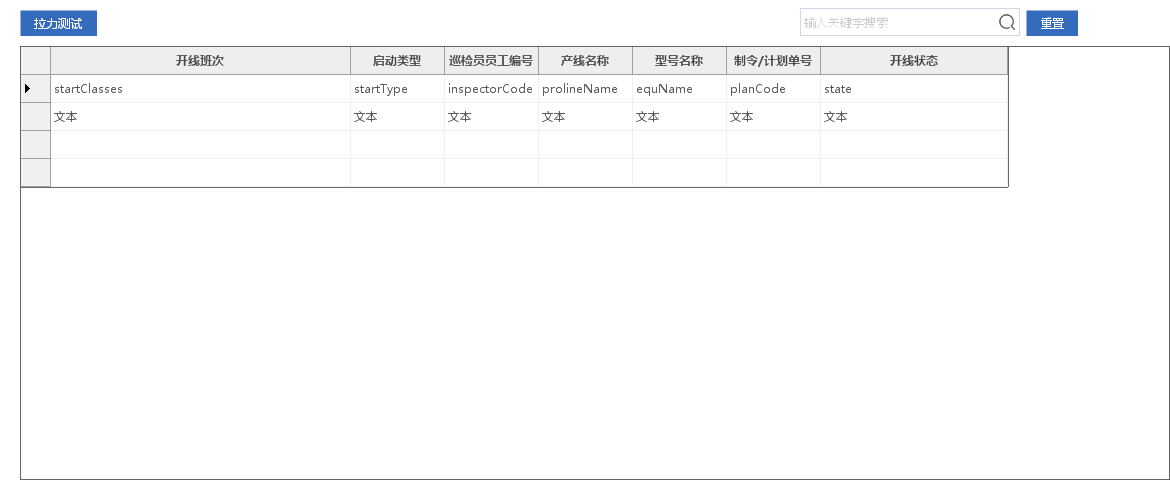 拉力测试 输入关键字搜索 重置
开线班次 启动类型 巡检员员工编号 产线名称 型号名称 制令/计划单号 开线状态
startClasses startType inspectorCode prolineName equName planCode state
文本 文本 文本 文本 文本 文本 文本